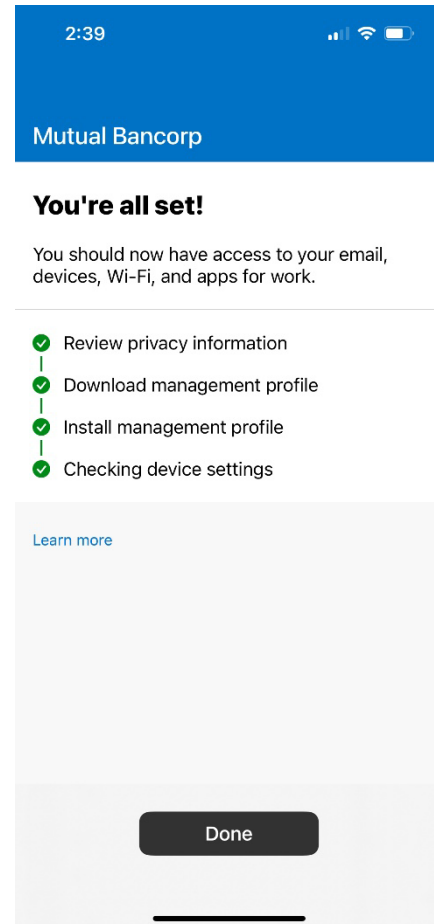 2:39
Mutual Bancorp
You're all set!
You should now have access to your email,
devices, Wi-Fi, and apps for work.
Review privacy information
Download management profile
Install management profile
Checking device settings
Learn more
Done